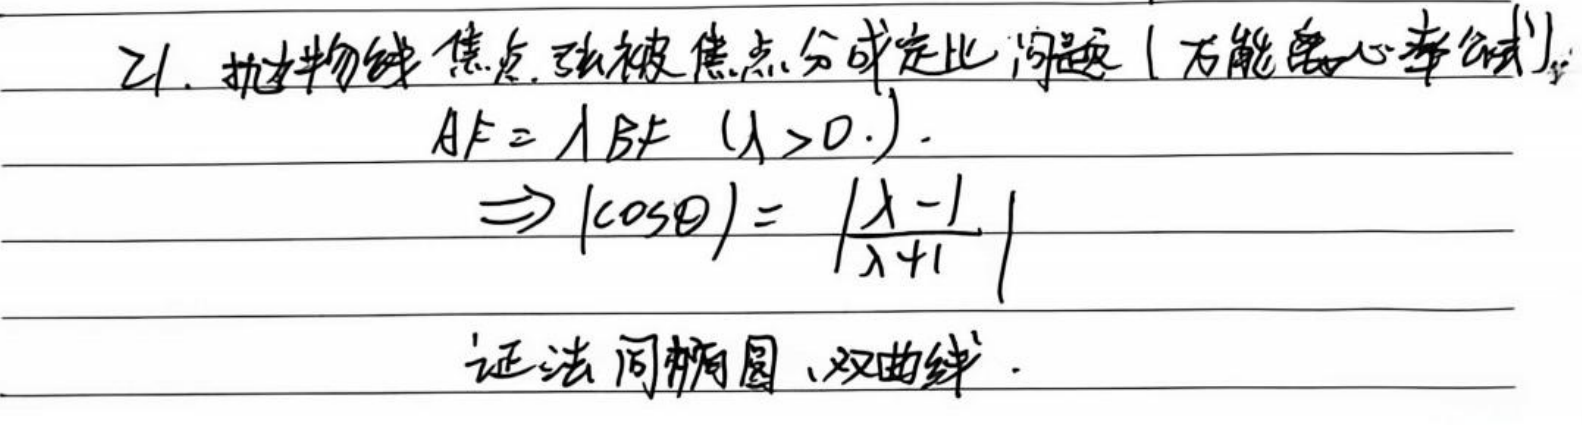 21. 抛物线焦点弦被焦点分成定比问题(万能离心率公式).
AF = λBF (λ>0.).
⇒ |cosθ| = |λ-1/λ+1|
证法同椭圆、双曲线.